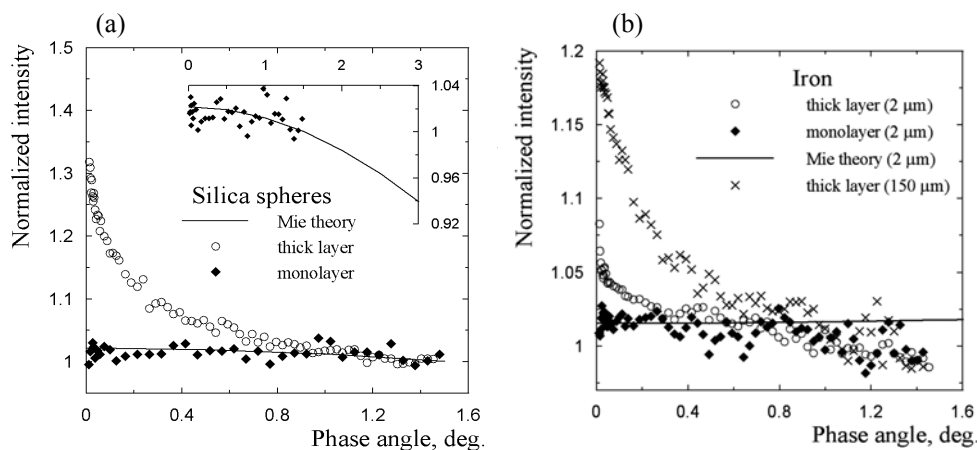 (a)
Normalized intensity
1.5
1.4
1.3
1.2
1.1
1
0 0.4 0.8 1.2 1.6
Phase angle, deg.
0 1 2 3
1.04
1
0.96
0.92
Silica spheres
Mie theory
thick layer
monolayer
(b)
Normalized intensity
1.2
1.15
1.1
1.05
1
0 0.4 0.8 1.2 1.6
Phase angle, deg.
Iron
thick layer (2 μm)
monolayer (2 μm)
Mie theory (2 μm)
thick layer (150 μm)